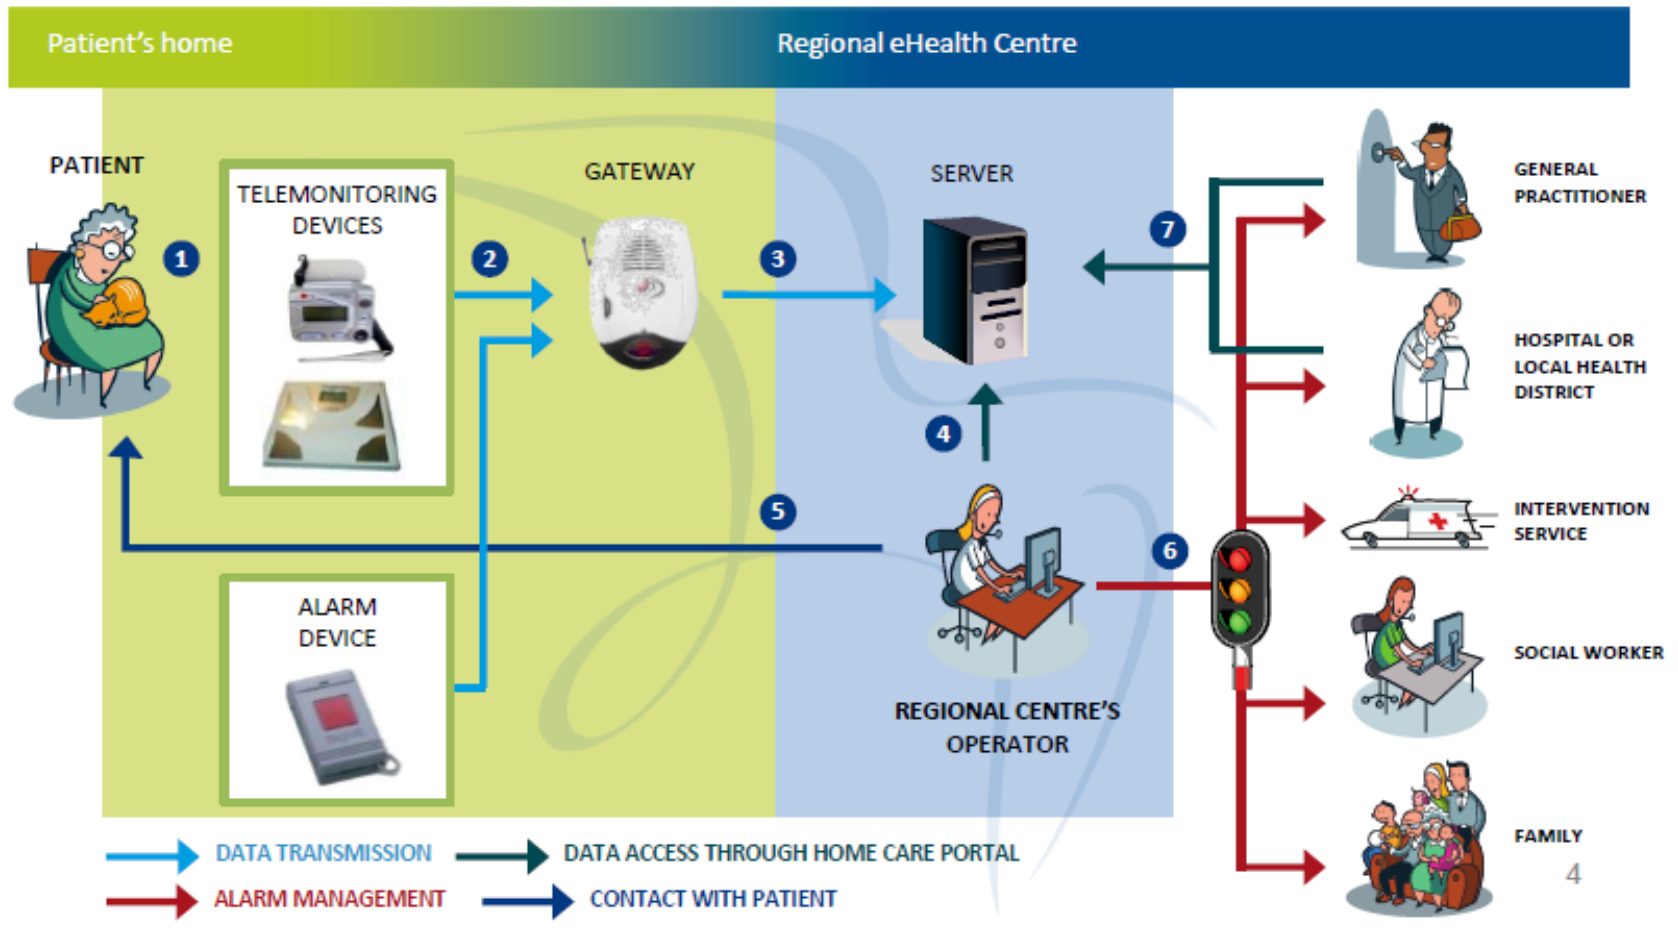 Patient's home
Regional eHealth Centre
PATIENT
1
TELEMONITORING
DEVICES
2
GATEWAY
3
SERVER
7
GENERAL
PRACTITIONER
4
HOSPITAL OR
LOCAL HEALTH
DISTRICT
5
6
INTERVENTION
SERVICE
ALARM
DEVICE
REGIONAL CENTRE'S
OPERATOR
SOCIAL WORKER
FAMILY
4
DATA TRANSMISSION
DATA ACCESS THROUGH HOME CARE PORTAL
ALARM MANAGEMENT
CONTACT WITH PATIENT